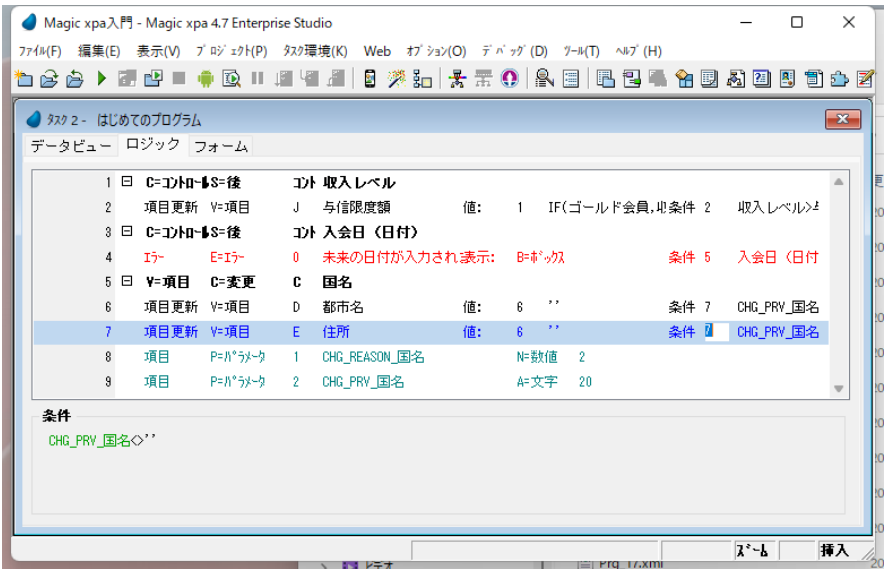 Magic xpa入門 - Magic xpa 4.7 Enterprise Studio
ﾌｧｲﾙ(F) 編集(E) 表示(V) ﾌﾟﾛｼﾞｪｸﾄ(P) ﾀｽｸ環境(K) Web ｵﾌﾟｼｮﾝ(O) ﾃﾞﾊﾞｯｸﾞ(D) ﾂｰﾙ(T) ﾍﾙﾌﾟ(H)
ﾀｽｸ 2 - はじめてのプログラム
データビュー ロジック フォーム
1 C=ｺﾝﾄﾛｰﾙ S=後 ｺﾝﾄ 収入レベル
2 項目更新 V=項目 J 与信限度額 値: 1 IF(ゴールド会員,収 条件 2 収入レベル>
3 C=ｺﾝﾄﾛｰﾙ S=後 ｺﾝﾄ 入会日（日付）
4 ｴﾗｰ E=ｴﾗｰ 0 未来の日付が入力され 表示: B=ﾎﾞｯｸｽ 条件 5 入会日（日付
5 V=項目 C=変更 C 国名
6 項目更新 V=項目 D 都市名 値: 6 '' 条件 7 CHG_PRV_国名
7 項目更新 V=項目 E 住所 値: 6 '' 条件 7 CHG_PRV_国名
8 項目 P=ﾊﾟﾗﾒｰﾀ 1 CHG_REASON_国名 N=数値 2
9 項目 P=ﾊﾟﾗﾒｰﾀ 2 CHG_PRV_国名 A=文字 20
条件
CHG_PRV_国名<>''
ｽﾞｰﾑ 挿入
ビデオ Prg_17.xml